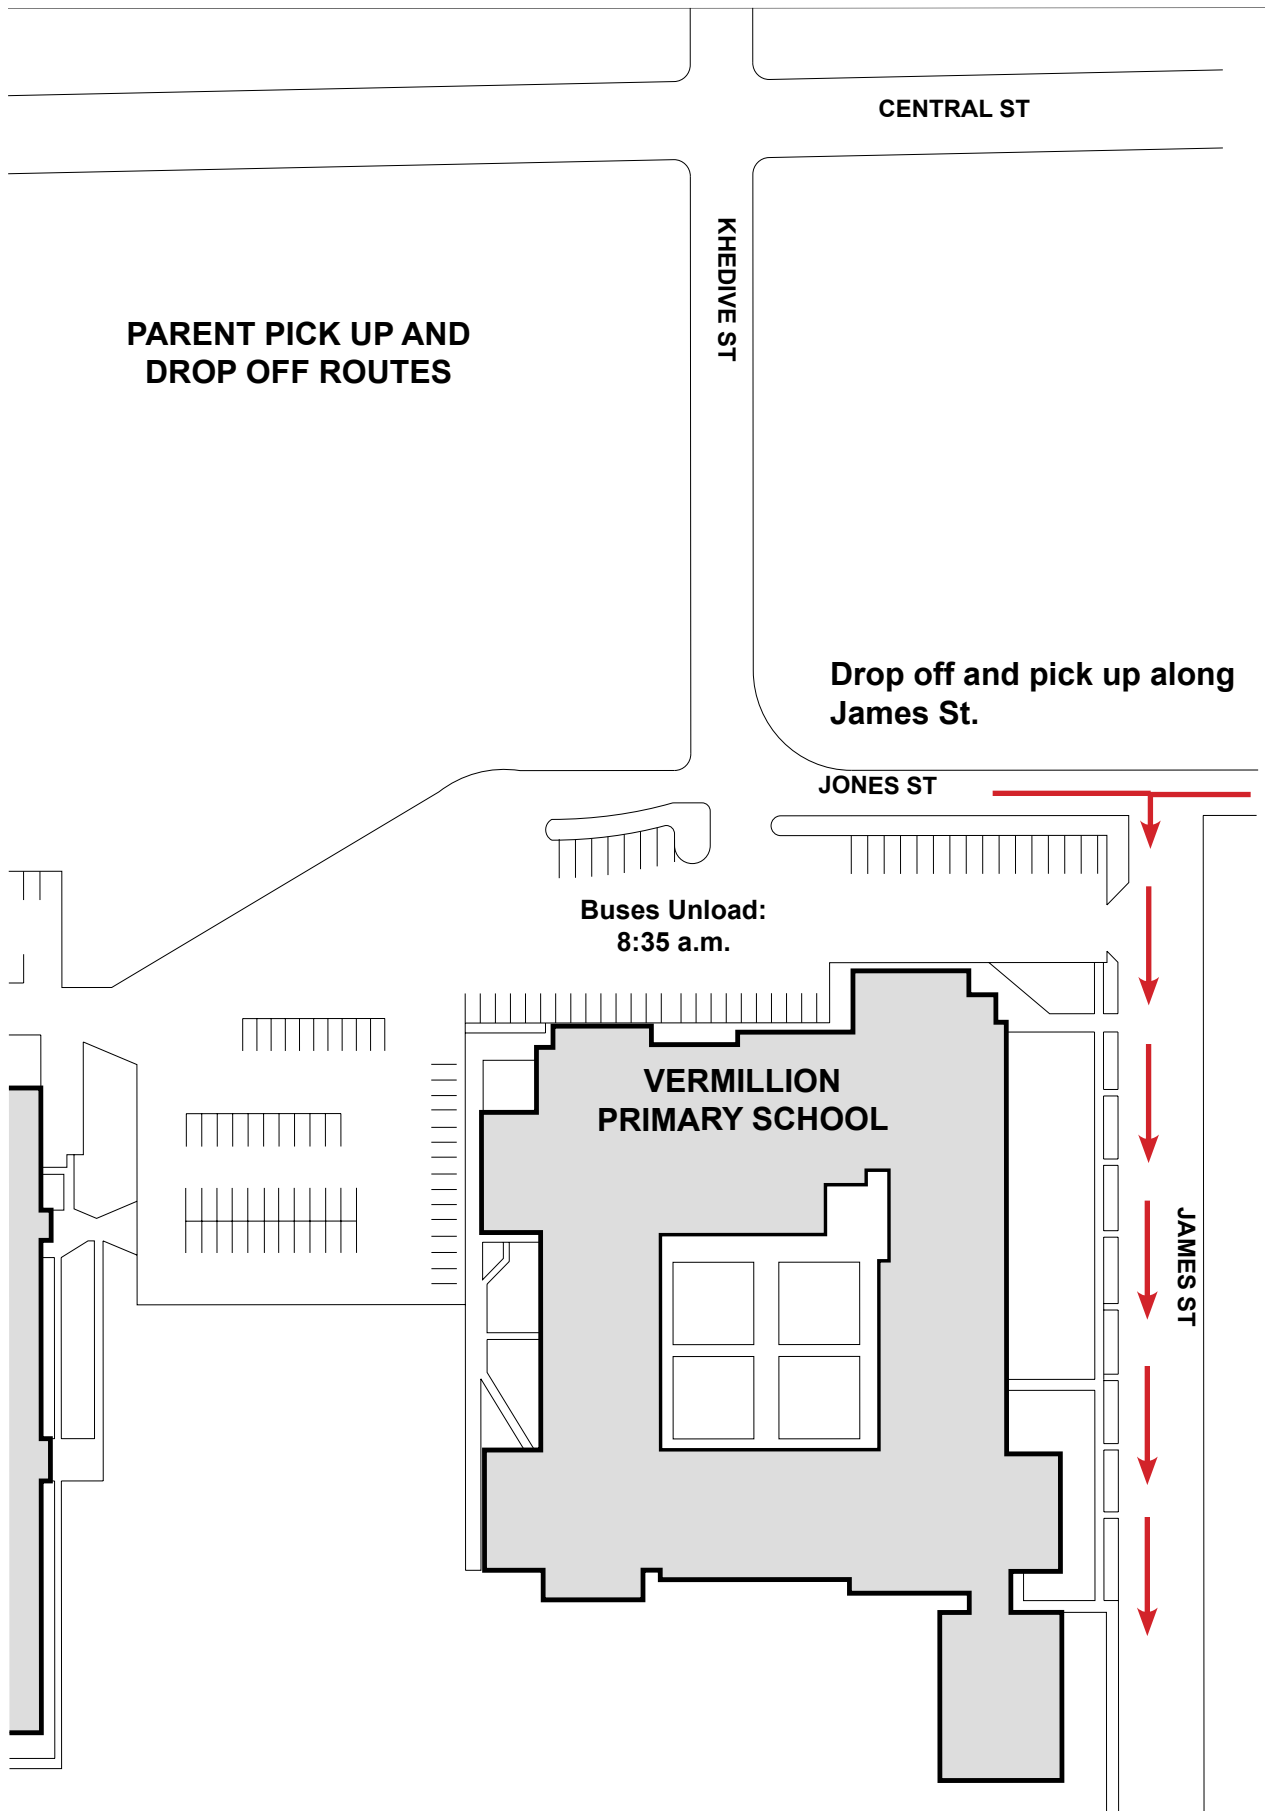 CENTRAL ST
KHEDIVE ST
PARENT PICK UP AND
DROP OFF ROUTES
Drop off and pick up along
James St.
JONES ST
Buses Unload:
8:35 a.m.
VERMILLION
PRIMARY SCHOOL
JAMES ST